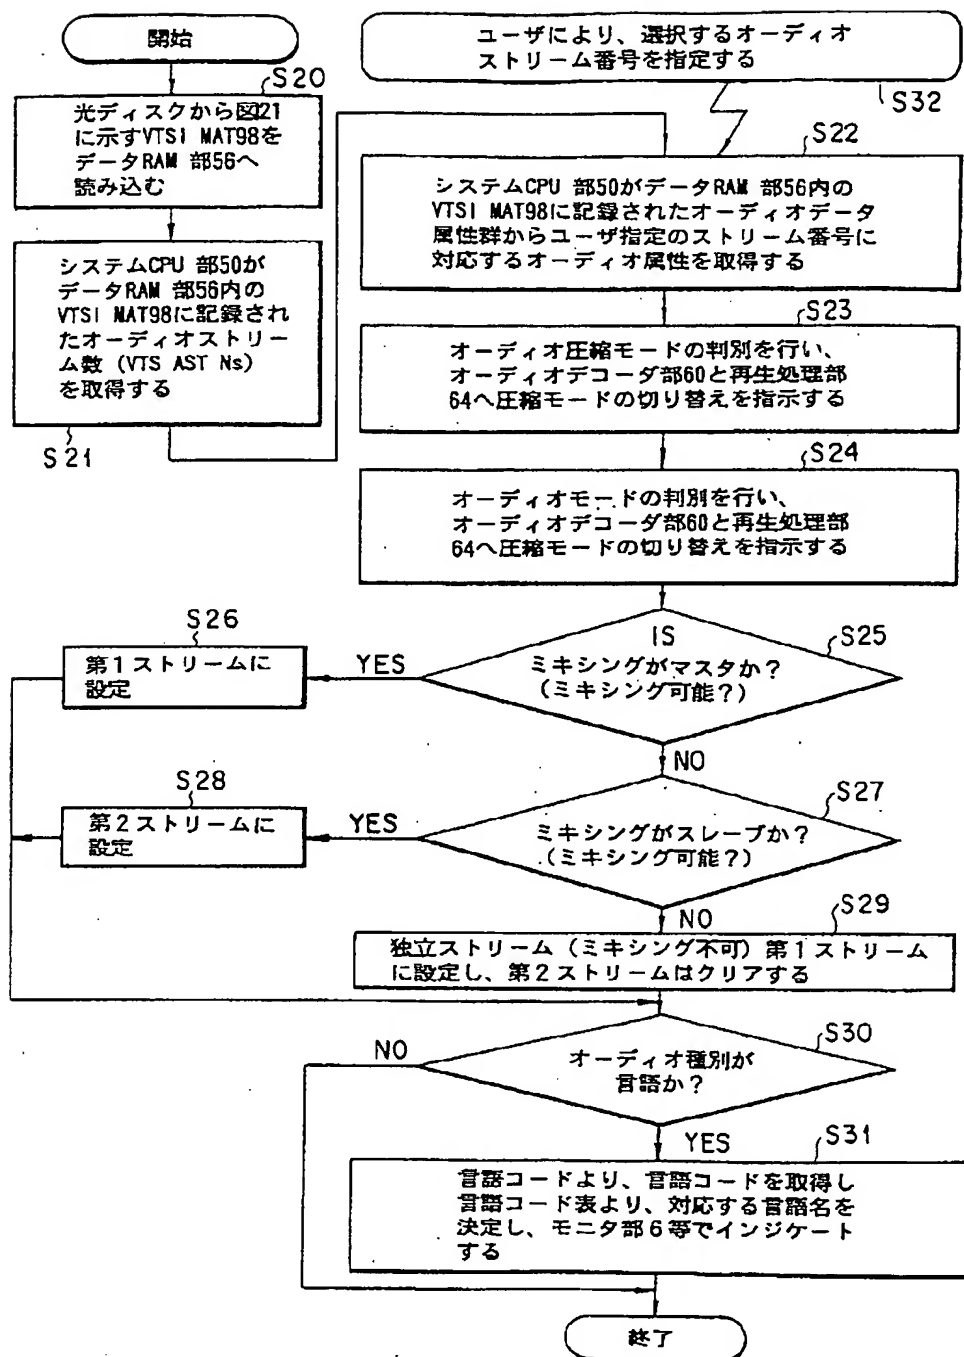 開始
S20
光ディスクから図21
に示すVTSI MAT98を
データRAM 部56へ
読み込む
システムCPU 部50が
データRAM 部56内の
VTSI MAT98に記録され
たオーディオストリー
ム数 (VTS AST Ns)
を取得する
S21
ユーザにより、選択するオーディオ
ストリーム番号を指定する
S32
S22
システムCPU 部50がデータRAM 部56内の
VTSI MAT98に記録されたオーディオデータ
属性群からユーザ指定のストリーム番号に
対応するオーディオ属性を取得する
S23
オーディオ圧縮モードの判別を行い、
オーディオデコーダ部60と再生処理部
64へ圧縮モードの切り替えを指示する
S24
オーディオモードの判別を行い、
オーディオデコーダ部60と再生処理部
64へ圧縮モードの切り替えを指示する
S25
IS
ミキシングがマスタか?
(ミキシング可能?)
YES
S26
第1ストリームに
設定
NO
S27
ミキシングがスレーブか?
(ミキシング可能?)
YES
S28
第2ストリームに
設定
NO
S29
独立ストリーム (ミキシング不可) 第1ストリーム
に設定し、第2ストリームはクリアする
S30
オーディオ種別が
言語か?
NO
YES
S31
言語コードより、言語コードを取得し
言語コード表より、対応する言語名を
決定し、モニタ部6等でインジケート
する
終了